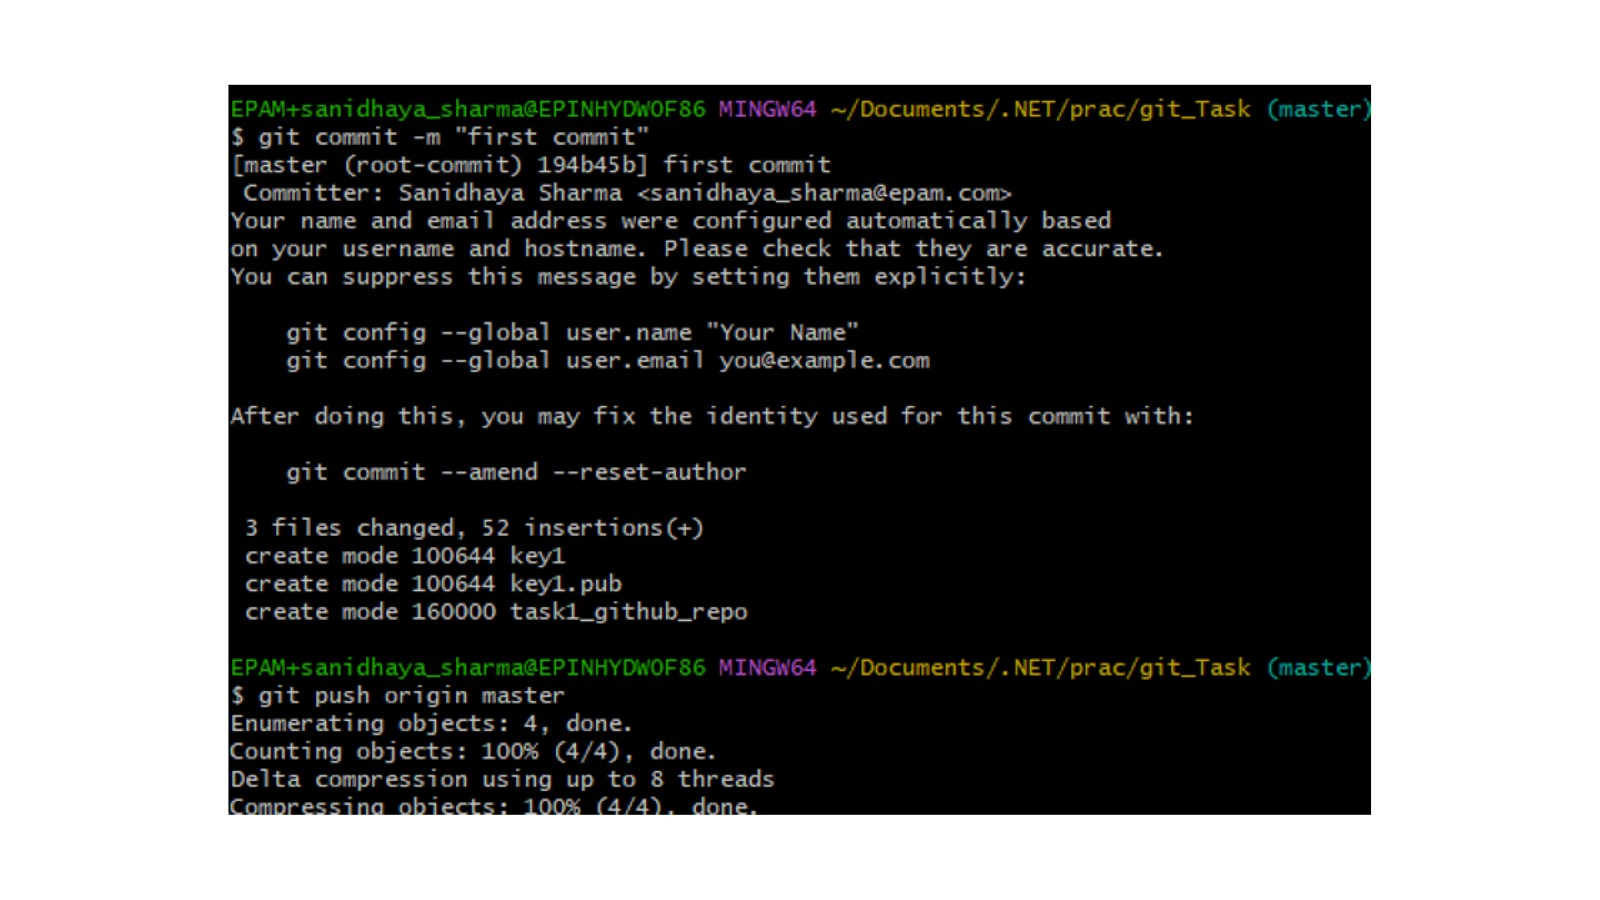 EPAM+sanidhaya_sharma@EPINHYDW0F86 MINGW64 ~/Documents/.NET/prac/git_Task (master)
$ git commit -m "first commit"
[master (root-commit) 194b45b] first commit
 Committer: Sanidhaya Sharma <sanidhaya_sharma@epam.com>
Your name and email address were configured automatically based
on your username and hostname. Please check that they are accurate.
You can suppress this message by setting them explicitly:

    git config --global user.name "Your Name"
    git config --global user.email you@example.com

After doing this, you may fix the identity used for this commit with:

    git commit --amend --reset-author

 3 files changed, 52 insertions(+)
 create mode 100644 key1
 create mode 100644 key1.pub
 create mode 160000 task1_github_repo

EPAM+sanidhaya_sharma@EPINHYDW0F86 MINGW64 ~/Documents/.NET/prac/git_Task (master)
$ git push origin master
Enumerating objects: 4, done.
Counting objects: 100% (4/4), done.
Delta compression using up to 8 threads
Compressing objects: 100% (4/4), done.